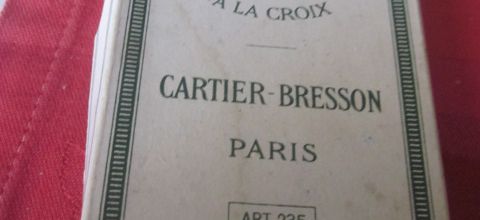 A LA CROIX
CARTIER-BRESSON
PARIS
ART 235